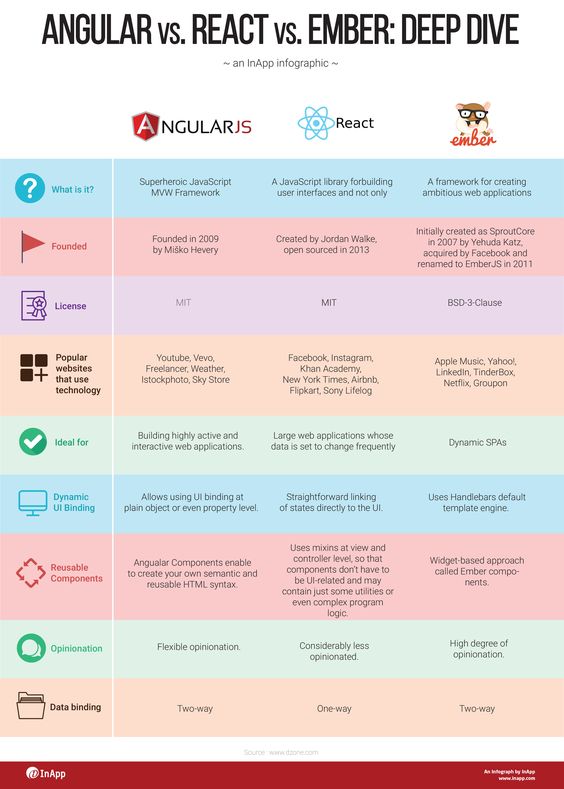 ANGULAR vs. REACT vs. EMBER: DEEP DIVE
~ an InApp infographic ~
ANGULARJS
React
ember
What is it?
Superheroic JavaScript
MVW Framework
A JavaScript library forbuilding
user interfaces and not only
A framework for creating
ambitious web applications
Founded
Founded in 2009
by Miško Hevery
Created by Jordan Walke,
open sourced in 2013
Initially created as SproutCore
in 2007 by Yehuda Katz,
acquired by Facebook and
renamed to EmberJS in 2011
License
MIT
MIT
BSD-3-Clause
Popular
websites
that use
technology
Youtube, Vevo,
Freelancer, Weather,
Istockphoto, Sky Store
Facebook, Instagram,
Khan Academy,
New York Times, Airbnb,
Flipkart, Sony Lifelog
Apple Music, Yahoo!,
LinkedIn, TinderBox,
Netflix, Groupon
Ideal for
Building highly active and
interactive web applications.
Large web applications whose
data is set to change frequently
Dynamic SPAs
Dynamic
UI Binding
Allows using UI binding at
plain object or even property level.
Straightforward linking
of states directly to the UI.
Uses Handlebars default
template engine.
Reusable
Components
Angualar Components enable
to create your own semantic and
reusable HTML syntax.
Uses mixins at view and
controller level, so that
components don't have to
be UI-related and may
contain just some utilities or
even complex program
logic.
Widget-based approach
called Ember compo-
nents.
Opinionation
Flexible opinionation.
Considerably less
opinionated.
High degree of
opinionation.
Data binding
Two-way
One-way
Two-way
Source : www.dzone.com
InApp
An Infograph by InApp
www.inapp.com